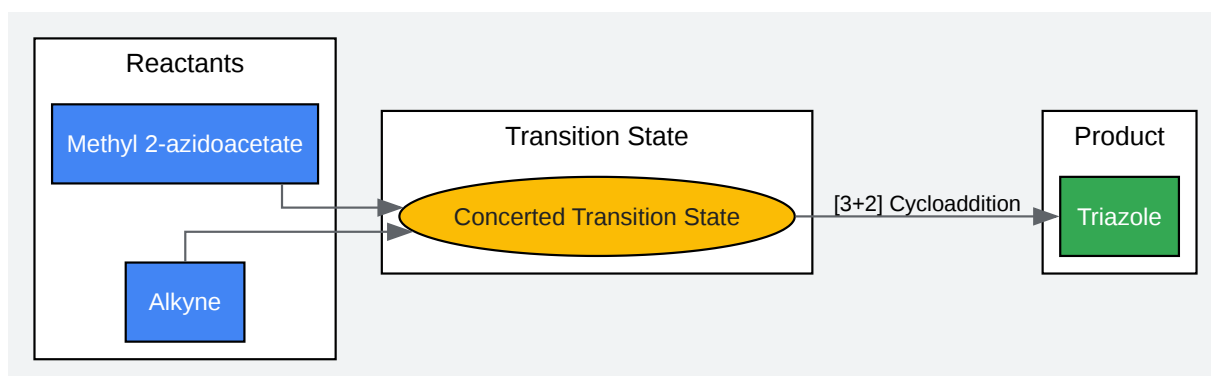 Reactants
Methyl 2-azidoacetate
Alkyne
Transition State
Concerted Transition State
[3+2] Cycloaddition
Product
Triazole